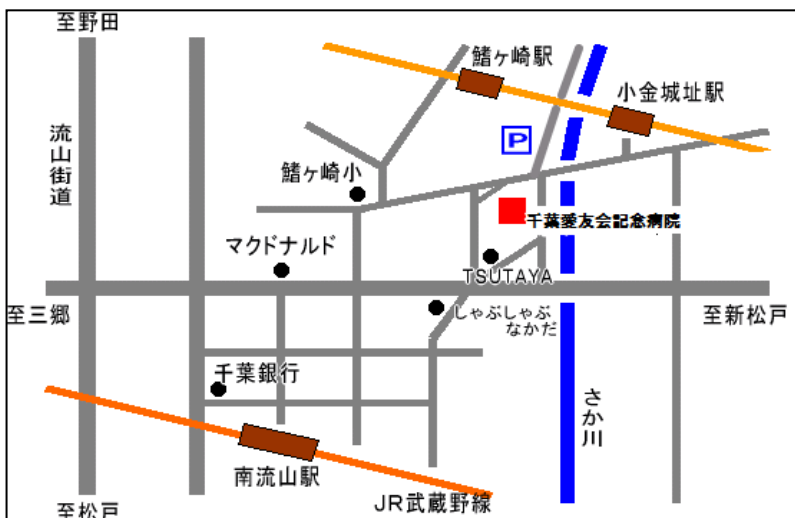 至野田
鰭ヶ崎駅
小金城址駅
流山街道
P
鰭ヶ崎小
千葉愛友会記念病院
マクドナルド
TSUTAYA
至三郷
しゃぶしゃぶ
なかだ
至新松戸
千葉銀行
さか川
南流山駅
JR武蔵野線
至松戸